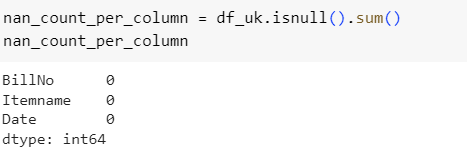 nan_count_per_column = df_uk.isnull().sum()
nan_count_per_column
BillNo 0
Itemname 0
Date 0
dtype: int64